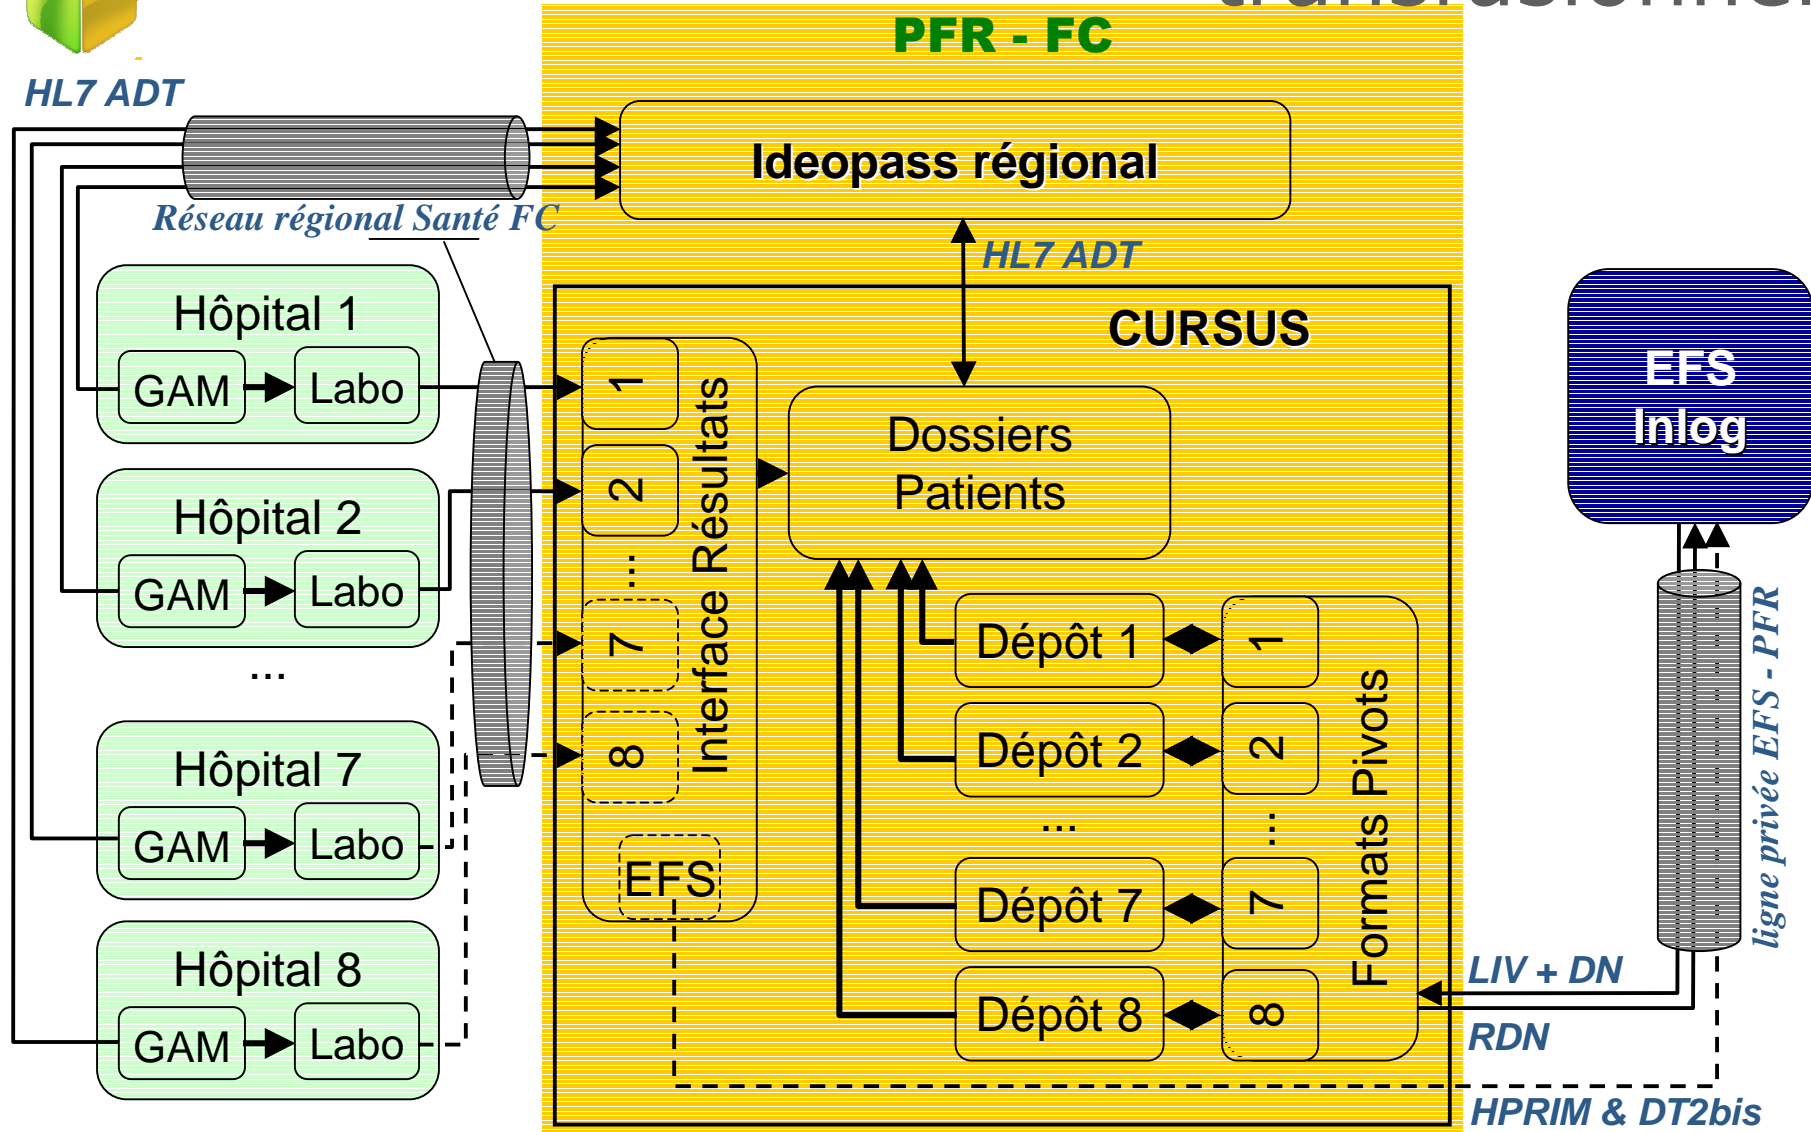 PFR - FC
HL7 ADT
Ideopass régional
Réseau régional Santé FC
HL7 ADT
Hôpital 1
GAM
Labo
Hôpital 2
GAM
Labo
...
Hôpital 7
GAM
Labo
Hôpital 8
GAM
Labo
CURSUS
1
2
...
7
8
EFS
Interface Résultats
Dossiers
Patients
Dépôt 1
Dépôt 2
...
Dépôt 7
Dépôt 8
1
2
...
7
8
Formats Pivots
EFS
Inlog
ligne privée EFS - PFR
LIV + DN
RDN
HPRIM & DT2bis